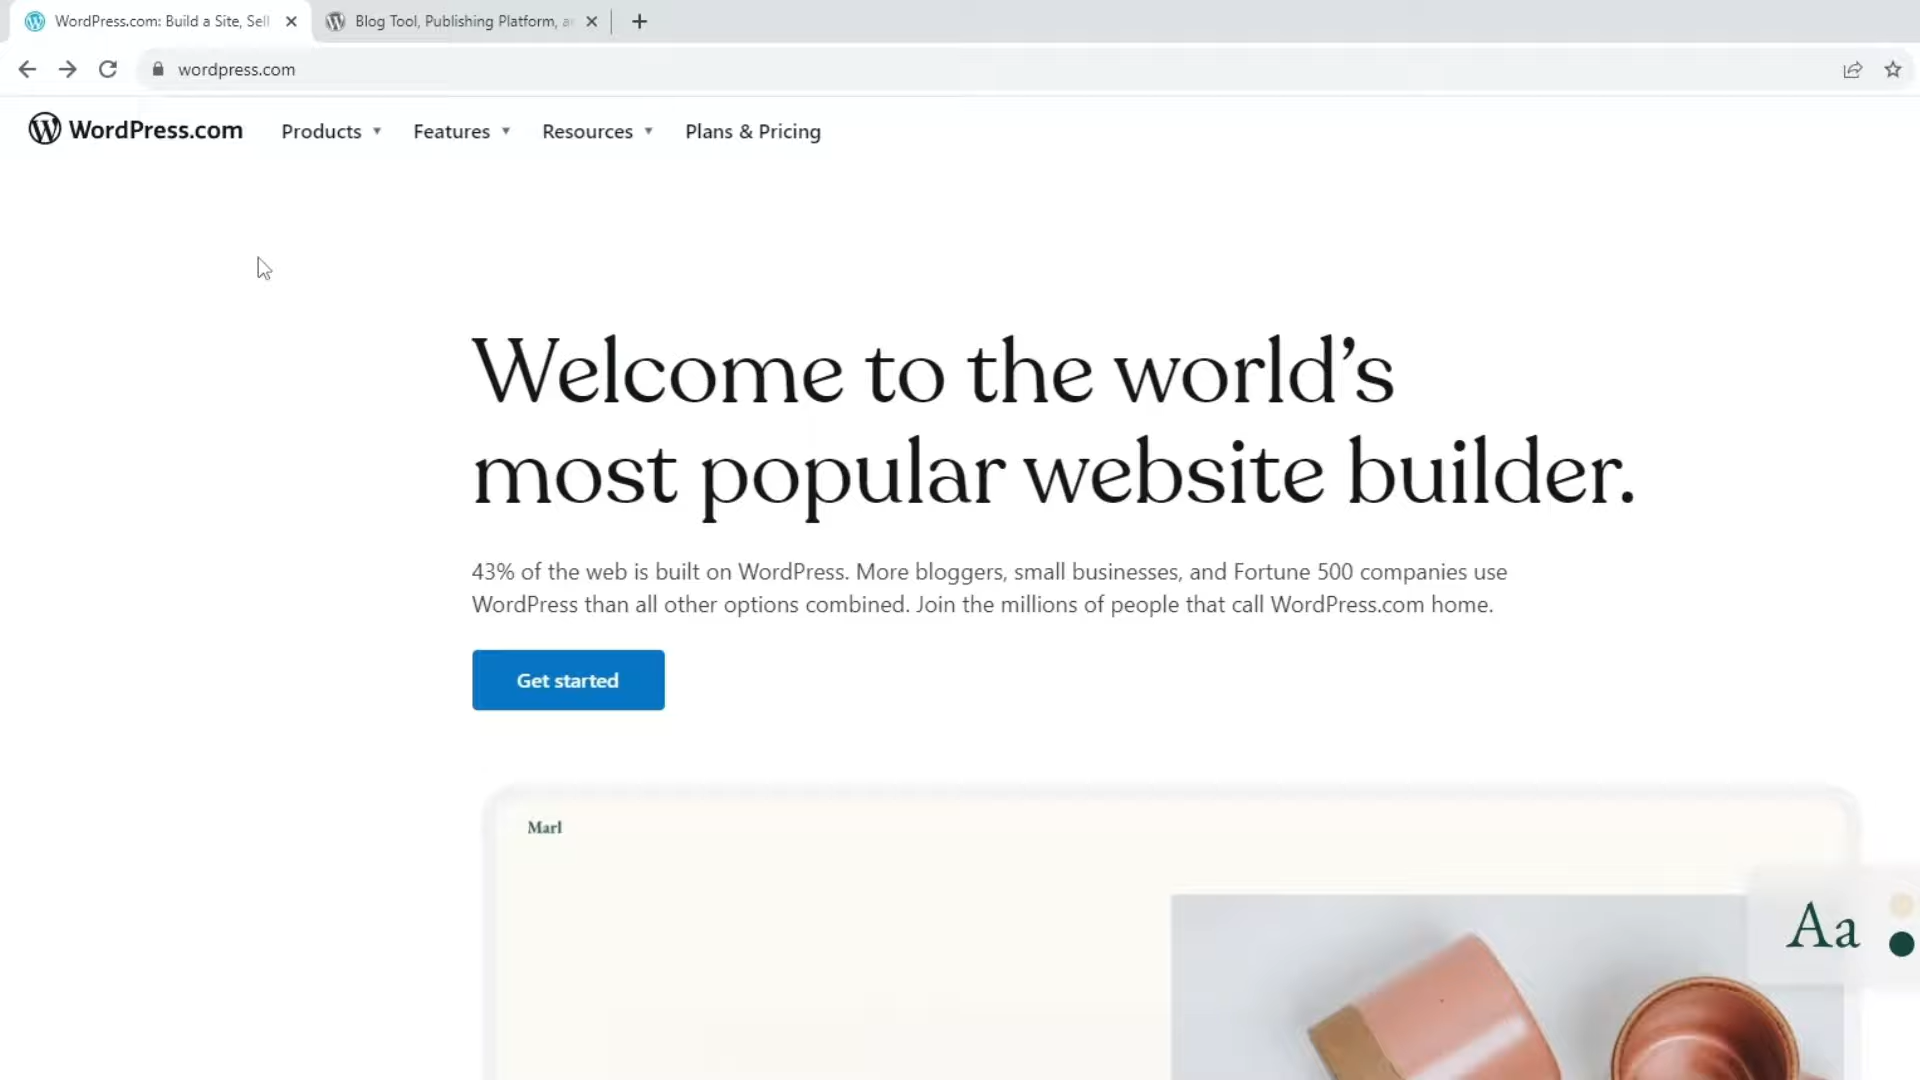 WordPress.com: Build a Site, Sell
Blog Tool, Publishing Platform, a
wordpress.com
WordPress.com Products Features Resources Plans & Pricing
Welcome to the world’s
most popular website builder.
43% of the web is built on WordPress. More bloggers, small businesses, and Fortune 500 companies use
WordPress than all other options combined. Join the millions of people that call WordPress.com home.
Get started
Marl
Aa